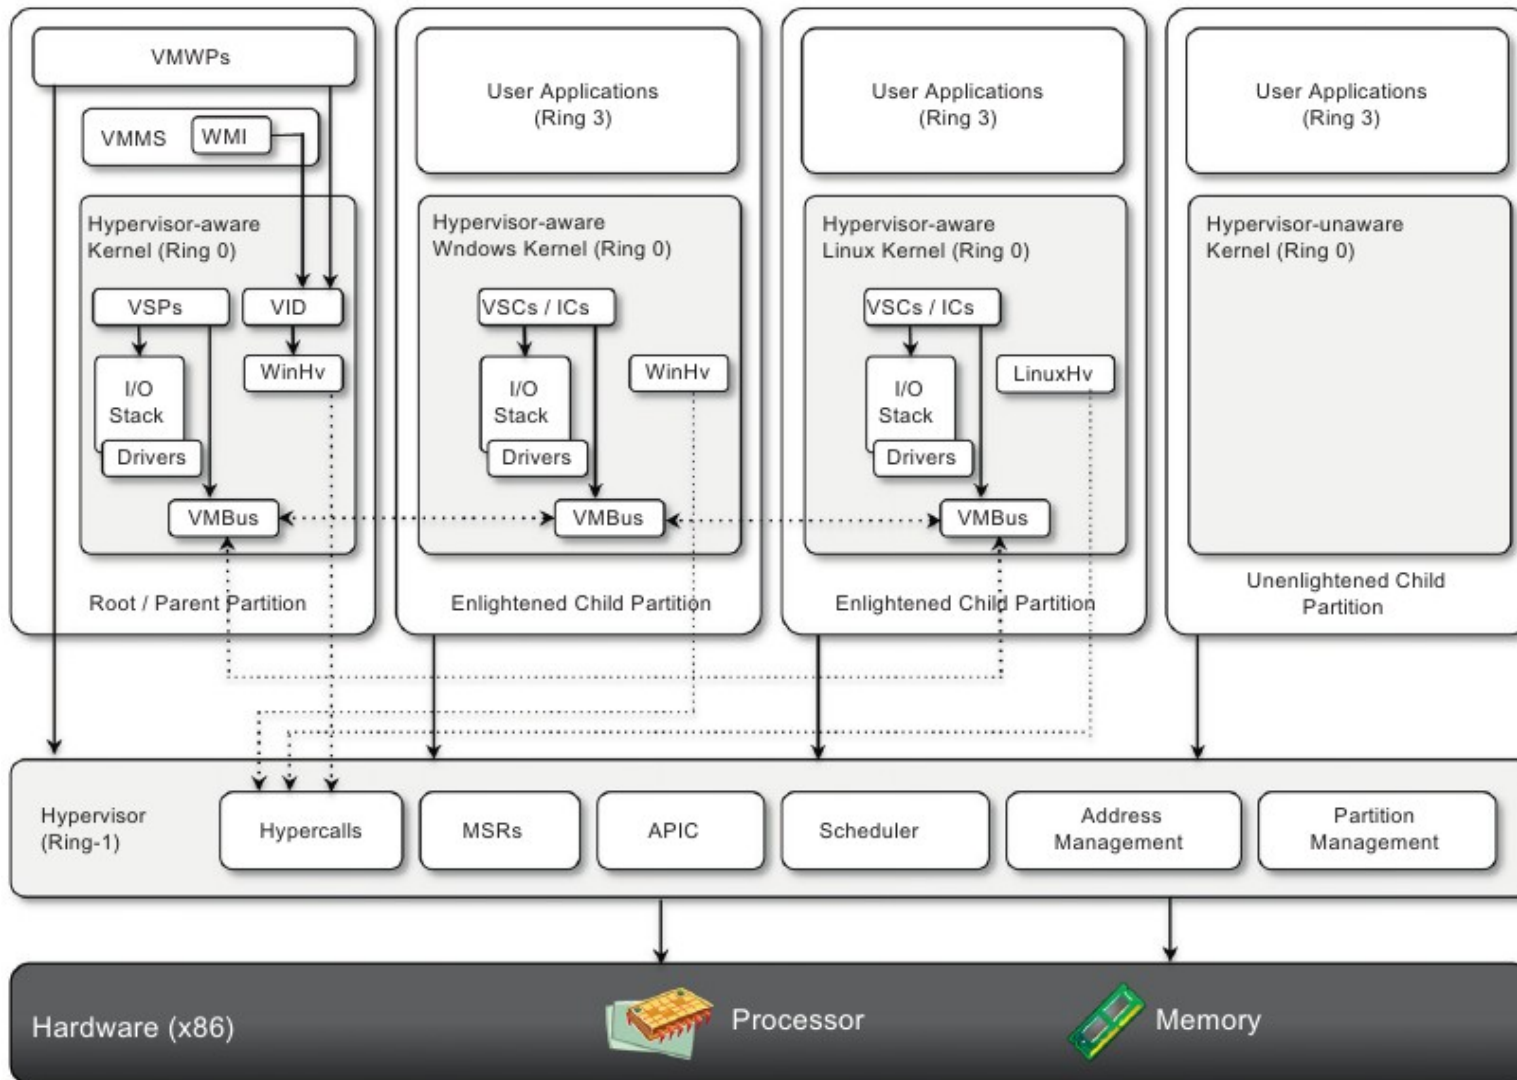 VMWPs
VMMS
WMI
Hypervisor-aware
Kernel (Ring 0)
VSPs
VID
I/O
Stack
WinHv
Drivers
VMBus
Root / Parent Partition
User Applications
(Ring 3)
Hypervisor-aware
Wndows Kernel (Ring 0)
VSCs / ICs
I/O
Stack
WinHv
Drivers
VMBus
Enlightened Child Partition
User Applications
(Ring 3)
Hypervisor-aware
Linux Kernel (Ring 0)
VSCs / ICs
I/O
Stack
LinuxHv
Drivers
VMBus
Enlightened Child Partition
User Applications
(Ring 3)
Hypervisor-unaware
Kernel (Ring 0)
Unenlightened Child
Partition
Hypervisor
(Ring-1)
Hypercalls
MSRs
APIC
Scheduler
Address
Management
Partition
Management
Hardware (x86)
Processor
Memory